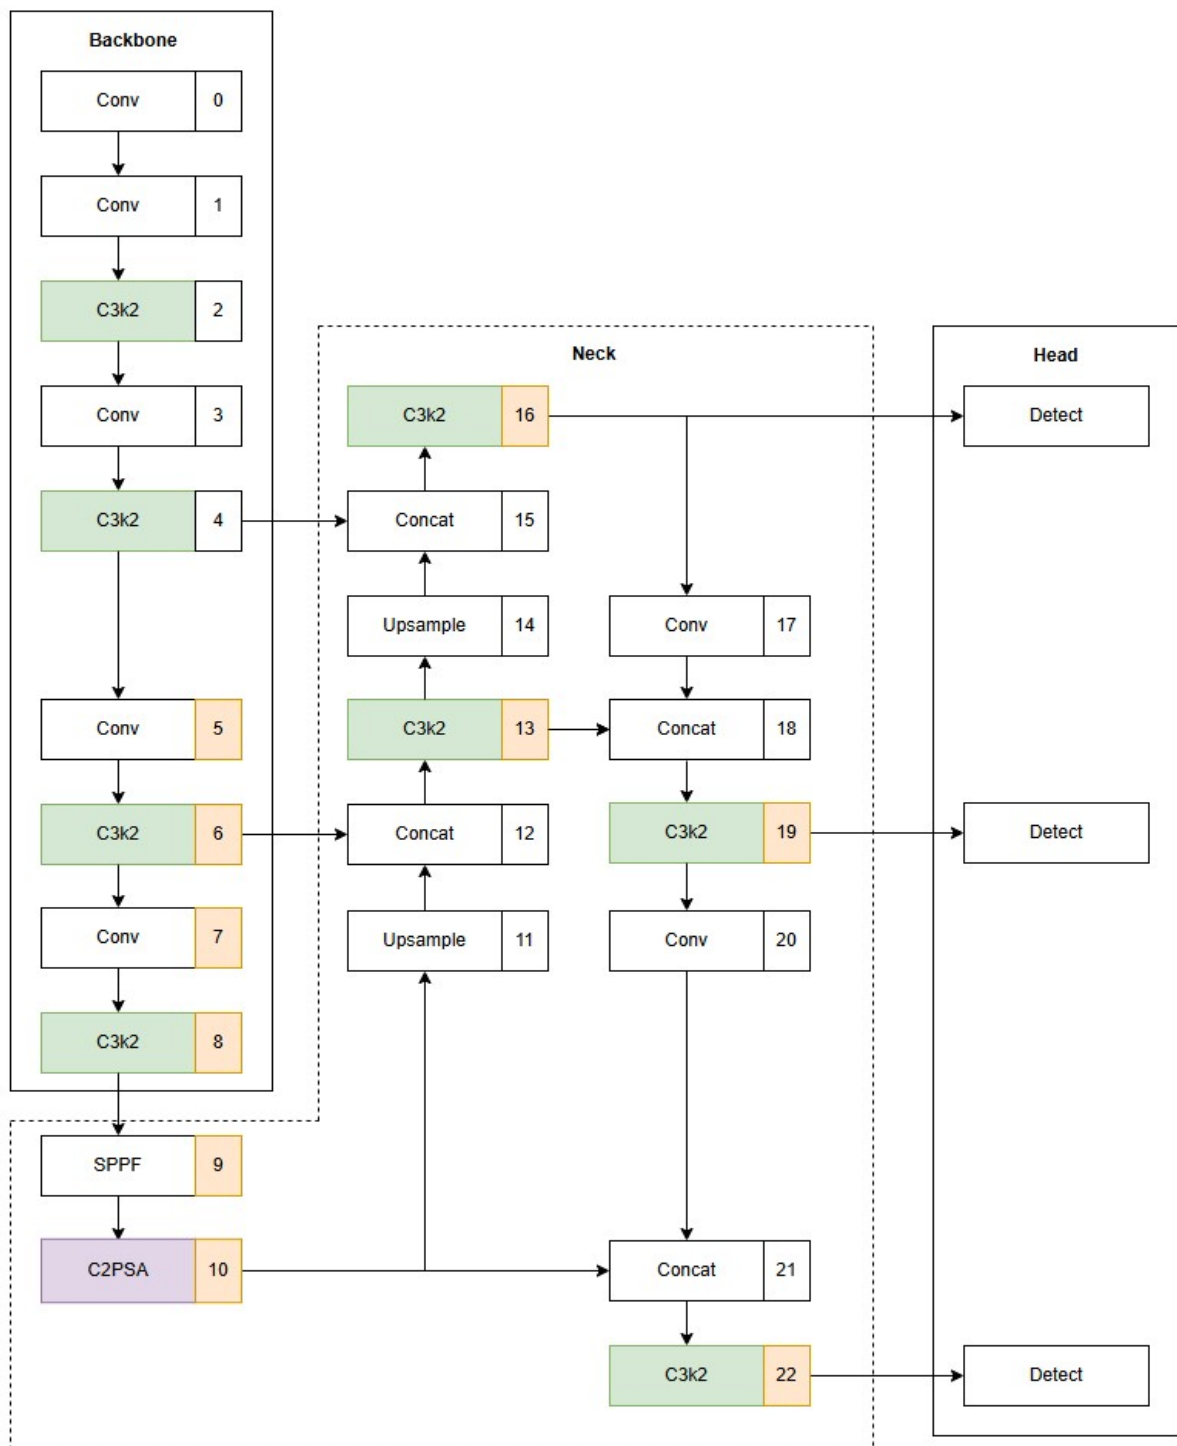 Backbone
Conv 0
Conv 1
C3k2 2
Conv 3
C3k2 4
Conv 5
C3k2 6
Conv 7
C3k2 8
SPPF 9
C2PSA 10
Neck
C3k2 16
Concat 15
Upsample 14
C3k2 13
Concat 12
Upsample 11
Conv 17
Concat 18
C3k2 19
Conv 20
Concat 21
C3k2 22
Head
Detect
Detect
Detect